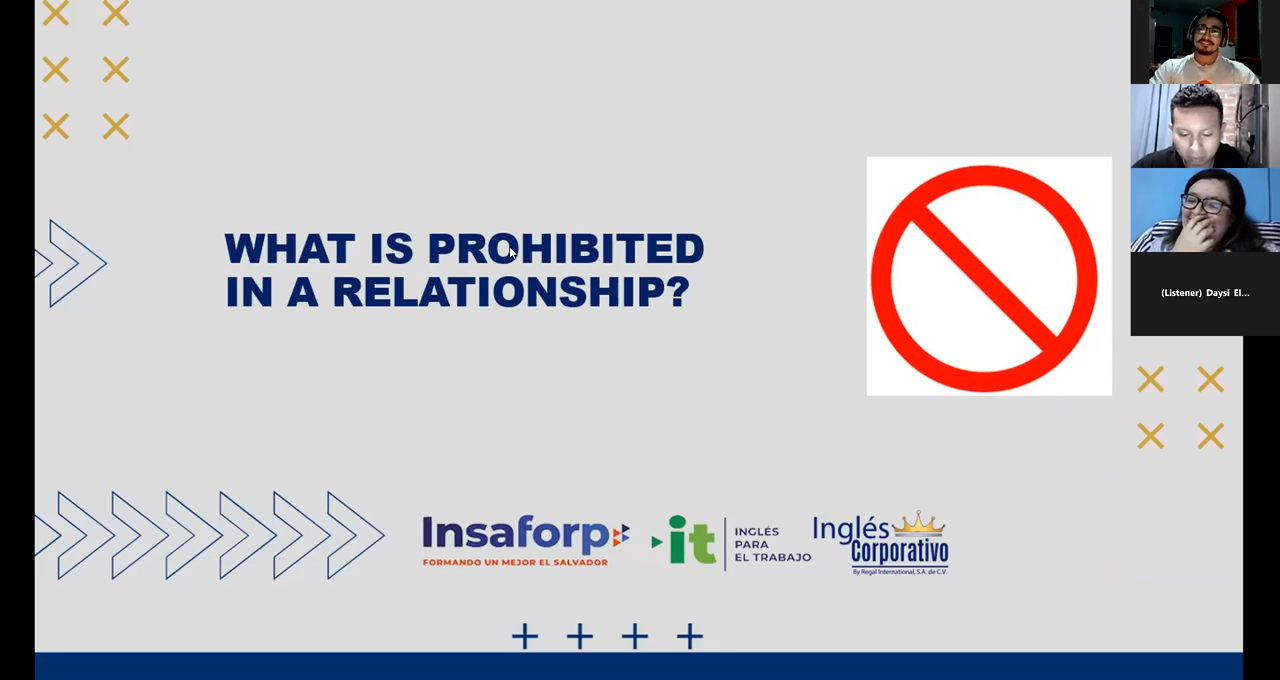 WHAT IS PROHIBITED
IN A RELATIONSHIP?
(Listener) Daysi El...
Insaforp
FORMANDO UN MEJOR EL SALVADOR
it
INGLÉS
PARA
EL TRABAJO
Inglés
Corporativo
By Regal International, S.A. de C.V.